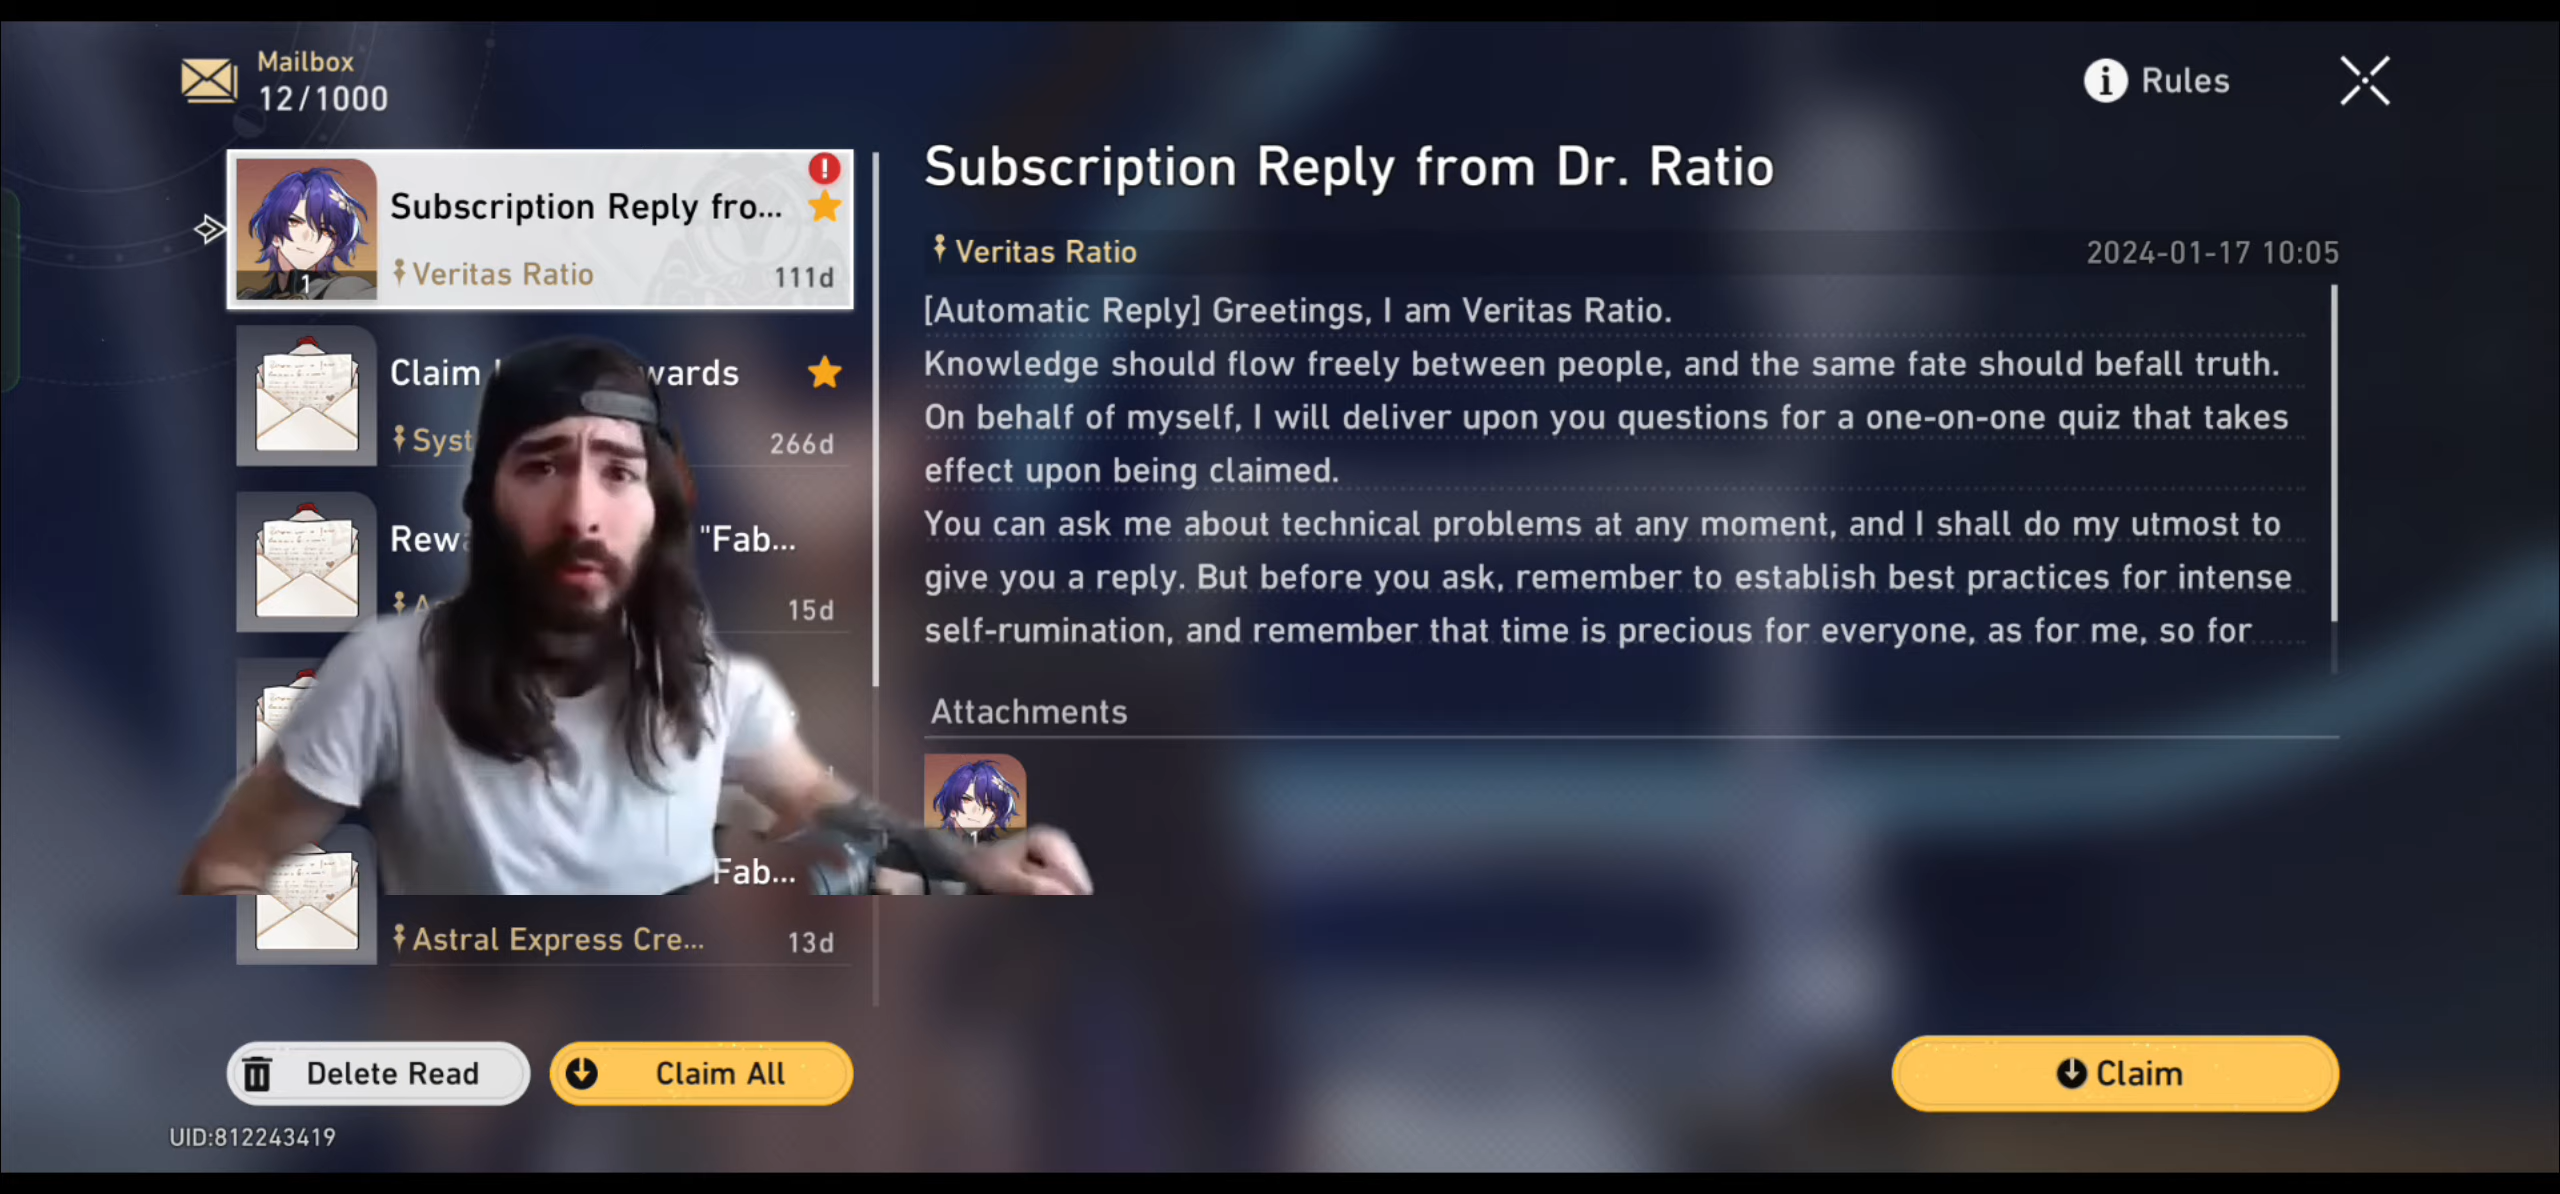 Mailbox
12/1000
Rules
Subscription Reply fro...
Veritas Ratio
111d
Claim
wards
Syst
266d
Rewa
"Fab...
15d
Fab...
Astral Express Cre...
13d
Delete Read
Claim All
UID:812243419
Subscription Reply from Dr. Ratio
Veritas Ratio
2024-01-17 10:05
[Automatic Reply] Greetings, I am Veritas Ratio.
Knowledge should flow freely between people, and the same fate should befall truth.
On behalf of myself, I will deliver upon you questions for a one-on-one quiz that takes
effect upon being claimed.
You can ask me about technical problems at any moment, and I shall do my utmost to
give you a reply. But before you ask, remember to establish best practices for intense
self-rumination, and remember that time is precious for everyone, as for me, so for
Attachments
1
Claim